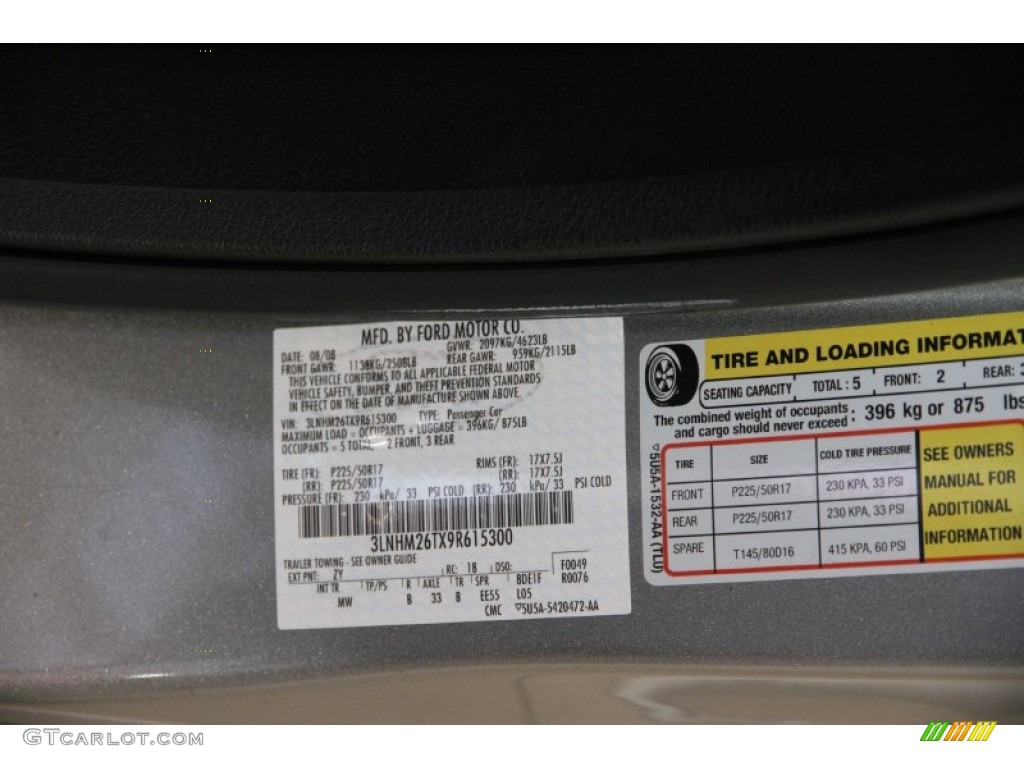 MFD. BY FORD MOTOR CO.
DATE: 08/08 GVWR: 2097KG/4623LB
FRONT GAWR: 1138KG/2508LB REAR GAWR: 959KG/2115LB
THIS VEHICLE CONFORMS TO ALL APPLICABLE FEDERAL MOTOR
VEHICLE SAFETY, BUMPER, AND THEFT PREVENTION STANDARDS
IN EFFECT ON THE DATE OF MANUFACTURE SHOWN ABOVE.
VIN: 3LNHM26TX9R615300 TYPE: Passenger Car
MAXIMUM LOAD = OCCUPANTS + LUGGAGE = 396KG/875LB
OCCUPANTS = 5 TOTAL, 2 FRONT, 3 REAR
TIRE (FR): P225/50R17 RIMS (FR): 17X7.5J
(RR): P225/50R17 (RR): 17X7.5J
PRESSURE (FR): 230 kPa/ 33 PSI COLD (RR): 230 kPa/ 33 PSI COLD
3LNHM26TX9R615300
TRAILER TOWING - SEE OWNER GUIDE
EXT PNT: ZY RC: 18 DSO: F0049
INT TR TP/PS R AXLE TR SPR BDE1F R0076
MW B 33 B EE55 L05
CMC 5U5A-5420472-AA
5U5A-1532-AA (TLU)
TIRE AND LOADING INFORMAT
SEATING CAPACITY TOTAL : 5 FRONT: 2 REAR: 3
The combined weight of occupants
and cargo should never exceed : 396 kg or 875 lbs
TIRE SIZE COLD TIRE PRESSURE
FRONT P225/50R17 230 KPA, 33 PSI
REAR P225/50R17 230 KPA, 33 PSI
SPARE T145/80D16 415 KPA, 60 PSI
SEE OWNERS
MANUAL FOR
ADDITIONAL
INFORMATION
GTCarLot.com